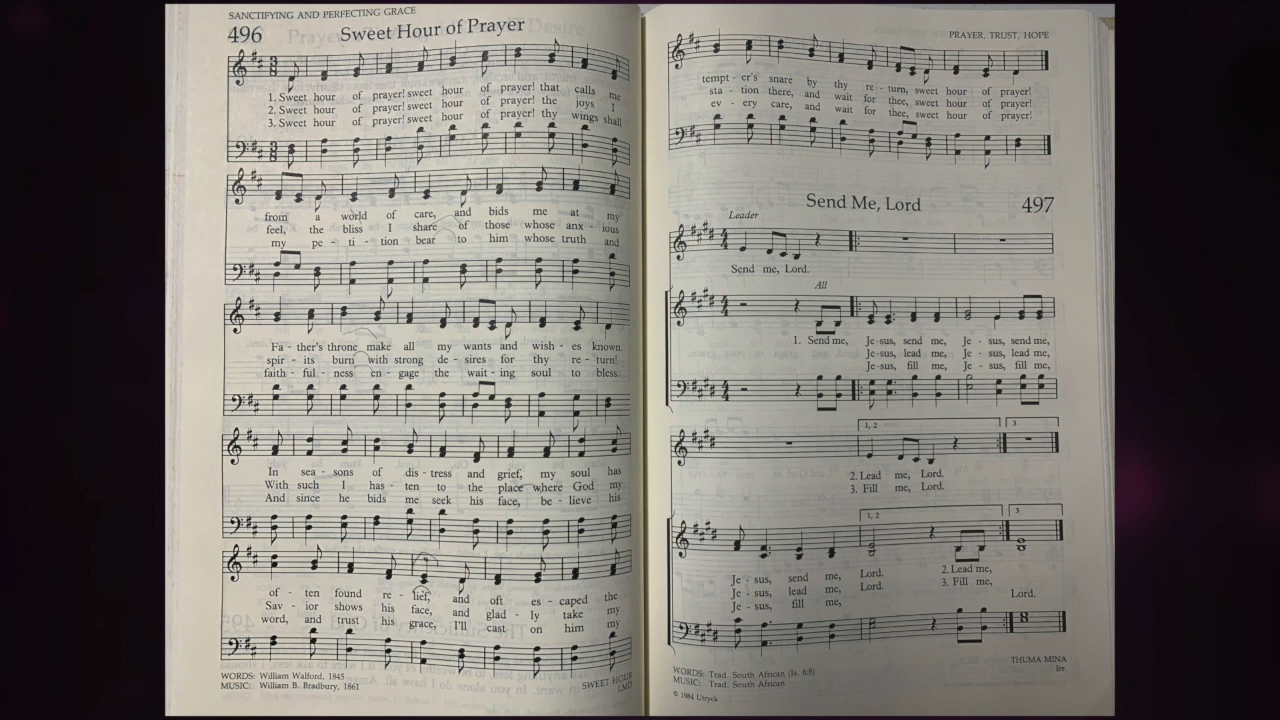 SANCTIFYING AND PERFECTING GRACE
496 Sweet Hour of Prayer
1. Sweet hour of prayer! sweet hour of prayer! that calls me
2. Sweet hour of prayer! sweet hour of prayer! the joys I
3. Sweet hour of prayer! sweet hour of prayer! thy wings shall
from a world of care, and bids me at my
feel, the bliss I share of those whose anx - ious
my pe - ti - tion bear to him whose truth and
Fa - ther's throne make all my wants and wish - es known.
spir - its burn with strong de - sires for thy re - turn!
faith - ful - ness en - gage the wait - ing soul to bless.
In sea - sons of dis - tress and grief, my soul has
With such I has - ten to the place where God my
And since he bids me seek his face, be - lieve his
of - ten found re - lief, and oft es - caped the
Sav - ior shows his face, and glad - ly take my
word, and trust his grace, I'll cast on him my
WORDS: William Walford, 1845
MUSIC: William B. Bradbury, 1861
SWEET HOUR
LMD
PRAYER, TRUST, HOPE
tempt - er's snare by thy re - turn, sweet hour of prayer!
sta - tion there, and wait for thee, sweet hour of prayer!
ev - ery care, and wait for thee, sweet hour of prayer!
Send Me, Lord 497
Leader
Send me, Lord.
All
1. Send me, Je - sus, send me, Je - sus, send me,
Je - sus, lead me, Je - sus, lead me,
Je - sus, fill me, Je - sus, fill me,
1, 2 3
2. Lead me, Lord.
3. Fill me, Lord.
1, 2 3
Je - sus, send me, Lord. 2. Lead me,
Je - sus, lead me, Lord. 3. Fill me,
Je - sus, fill me, Lord.
THUMA MINA
Irr.
WORDS: Trad. South African (Is. 6:8)
MUSIC: Trad. South African
© 1984 Utryck